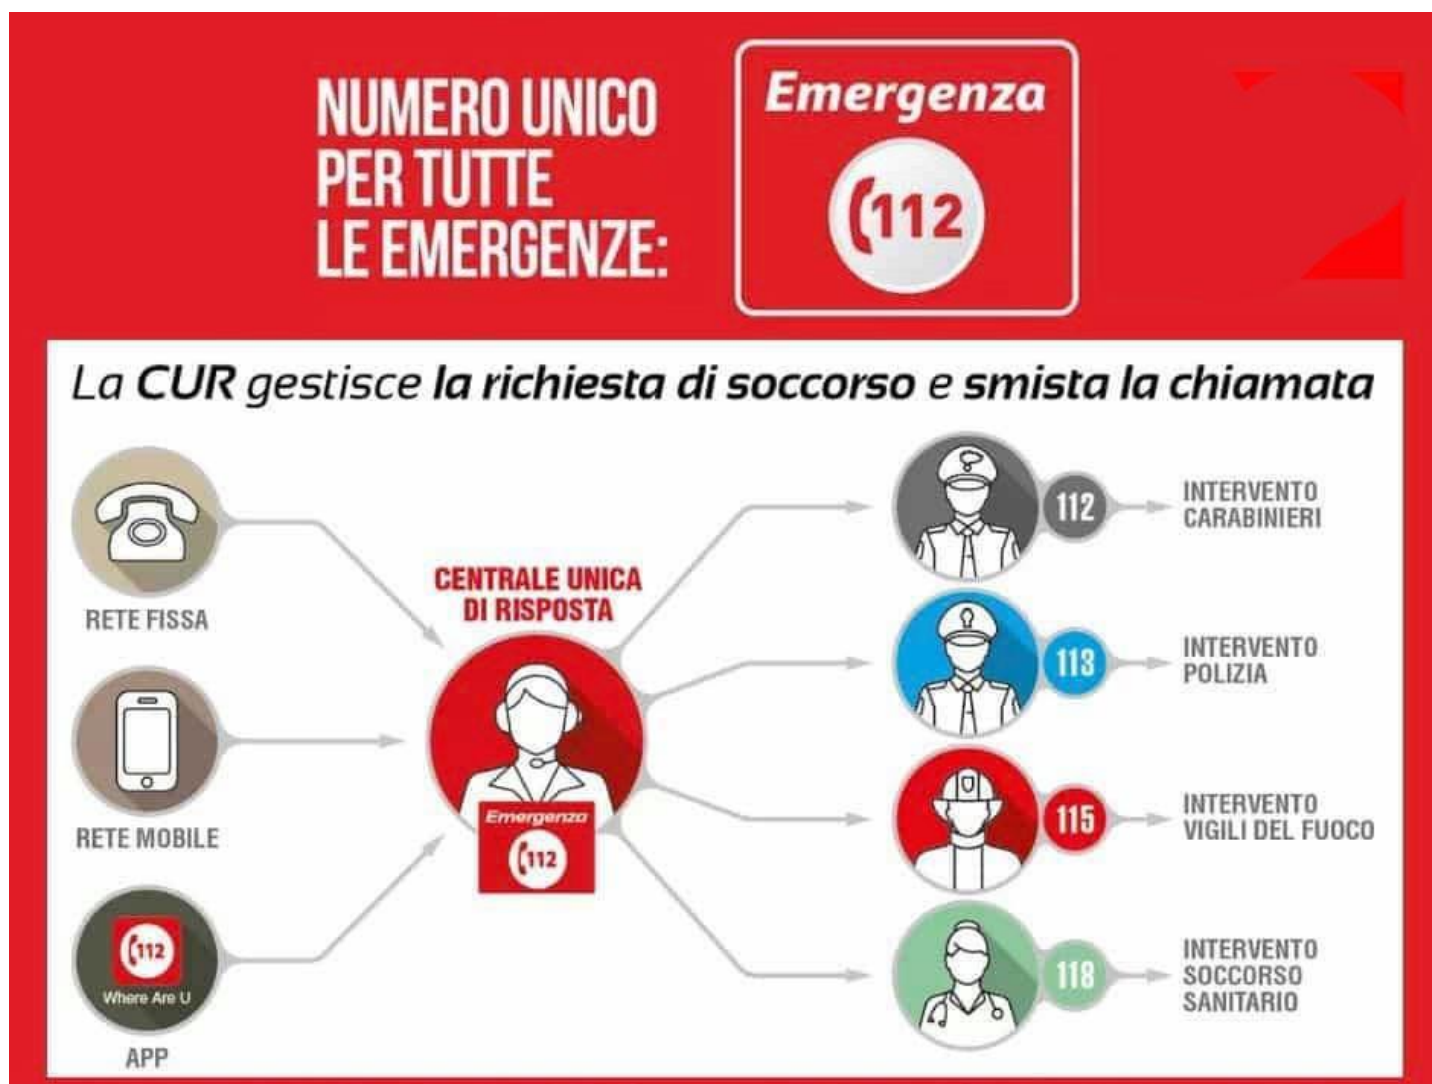 NUMERO UNICO
PER TUTTE
LE EMERGENZE:
Emergenza
112
La CUR gestisce la richiesta di soccorso e smista la chiamata
RETE FISSA
RETE MOBILE
112
Where Are U
APP
CENTRALE UNICA
DI RISPOSTA
Emergenza
112
112
INTERVENTO
CARABINIERI
113
INTERVENTO
POLIZIA
115
INTERVENTO
VIGILI DEL FUOCO
118
INTERVENTO
SOCCORSO
SANITARIO